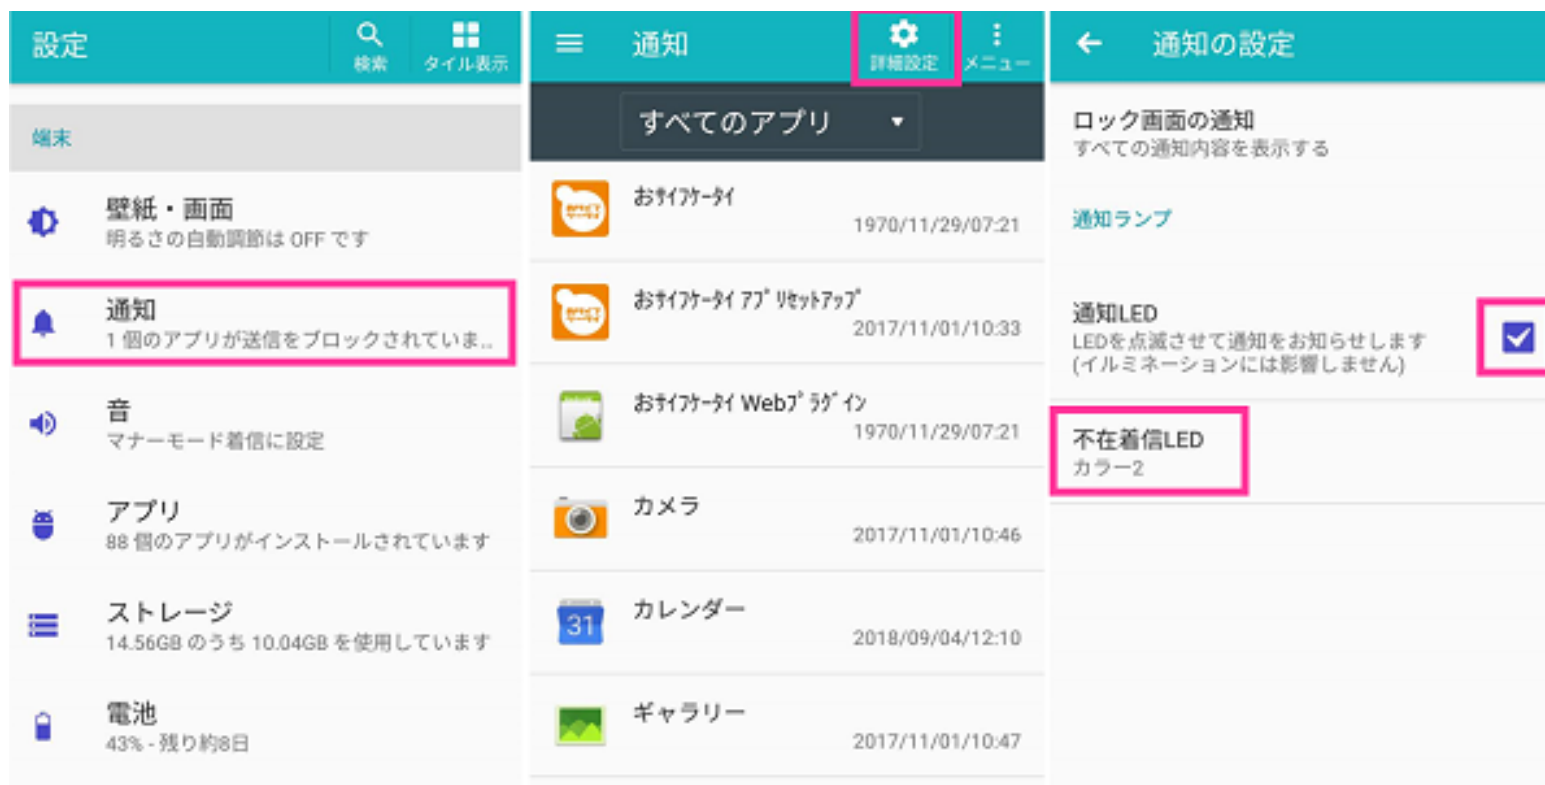 設定
検索
タイル表示
端末
壁紙・画面
明るさの自動調節は OFF です
通知
1 個のアプリが送信をブロックされていま..
音
マナーモード着信に設定
アプリ
88 個のアプリがインストールされています
ストレージ
14.56GB のうち 10.04GB を使用しています
電池
43% - 残り約8日
通知
詳細設定
メニュー
すべてのアプリ
おサイフケータイ
1970/11/29/07:21
おサイフケータイ アプリセットアップ
2017/11/01/10:33
おサイフケータイ Webプラグイン
1970/11/29/07:21
カメラ
2017/11/01/10:46
31
カレンダー
2018/09/04/12:10
ギャラリー
2017/11/01/10:47
通知の設定
ロック画面の通知
すべての通知内容を表示する
通知ランプ
通知LED
LEDを点滅させて通知をお知らせします
(イルミネーションには影響しません)
不在着信LED
カラー2